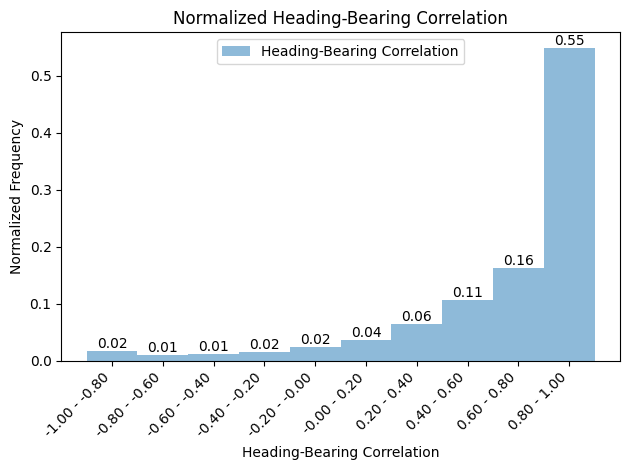 Normalized Heading-Bearing Correlation
Heading-Bearing Correlation
Normalized Frequency
0.5
0.4
0.3
0.2
0.1
0.0
0.02
0.01
0.01
0.02
0.02
0.04
0.06
0.11
0.16
0.55
-1.00 - -0.80
-0.80 - -0.60
-0.60 - -0.40
-0.40 - -0.20
-0.20 - -0.00
-0.00 - 0.20
0.20 - 0.40
0.40 - 0.60
0.60 - 0.80
0.80 - 1.00
Heading-Bearing Correlation